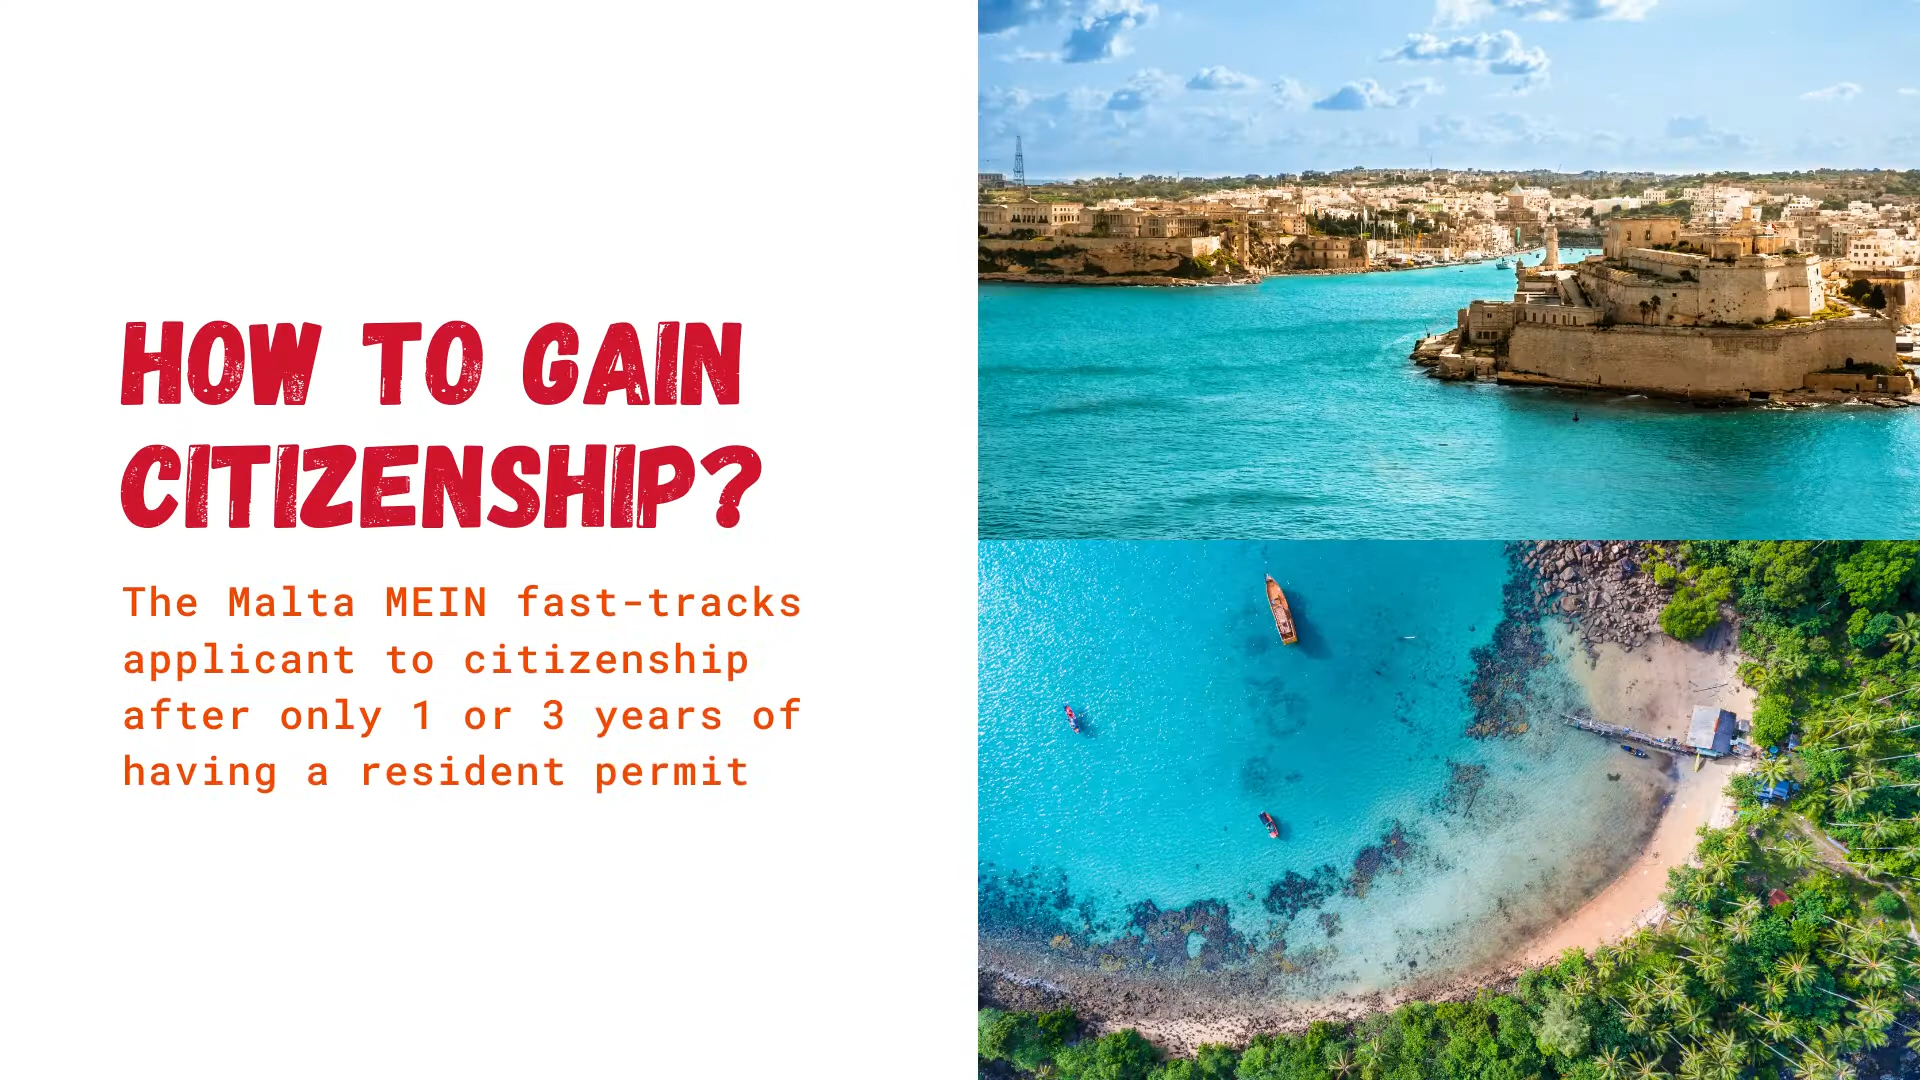 HOW TO GAIN
CITIZENSHIP?
The Malta MEIN fast-tracks
applicant to citizenship
after only 1 or 3 years of
having a resident permit